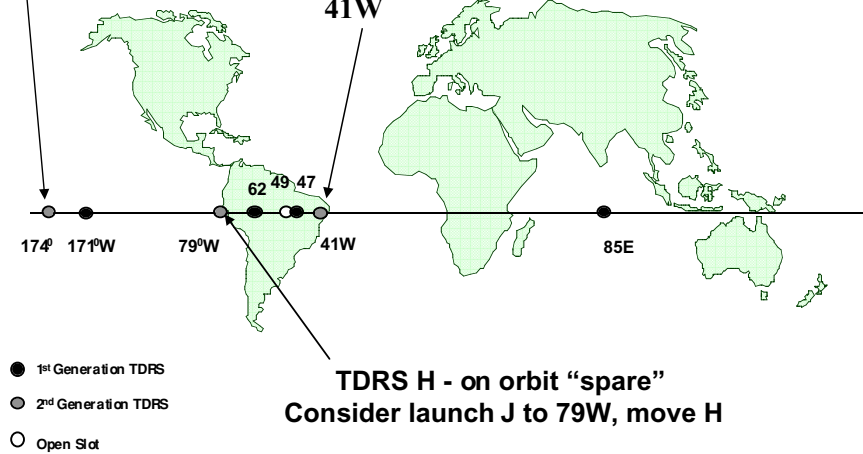 41W
62 49 47
174⁰ 171⁰W 79⁰W 41W 85E
TDRS H - on orbit “spare”
Consider launch J to 79W, move H
1st Generation TDRS
2nd Generation TDRS
Open Slot